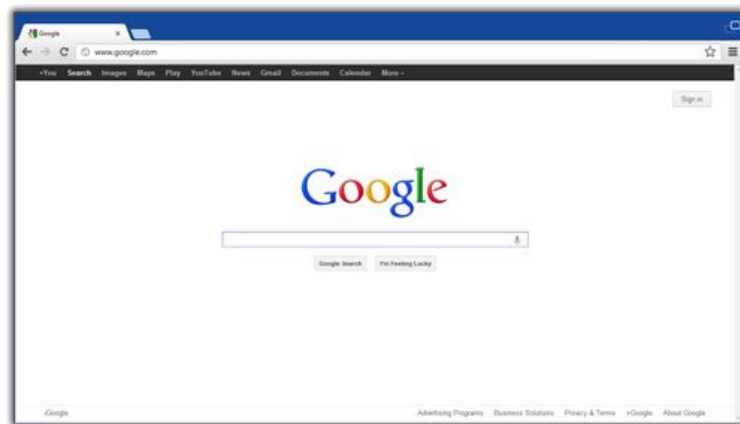 Google
www.google.com
+You Search Images Maps Play YouTube News Gmail Documents Calendar More
Sign in
Google
Google Search I'm Feeling Lucky
iGoogle Advertising Programs Business Solutions Privacy & Terms +Google About Google